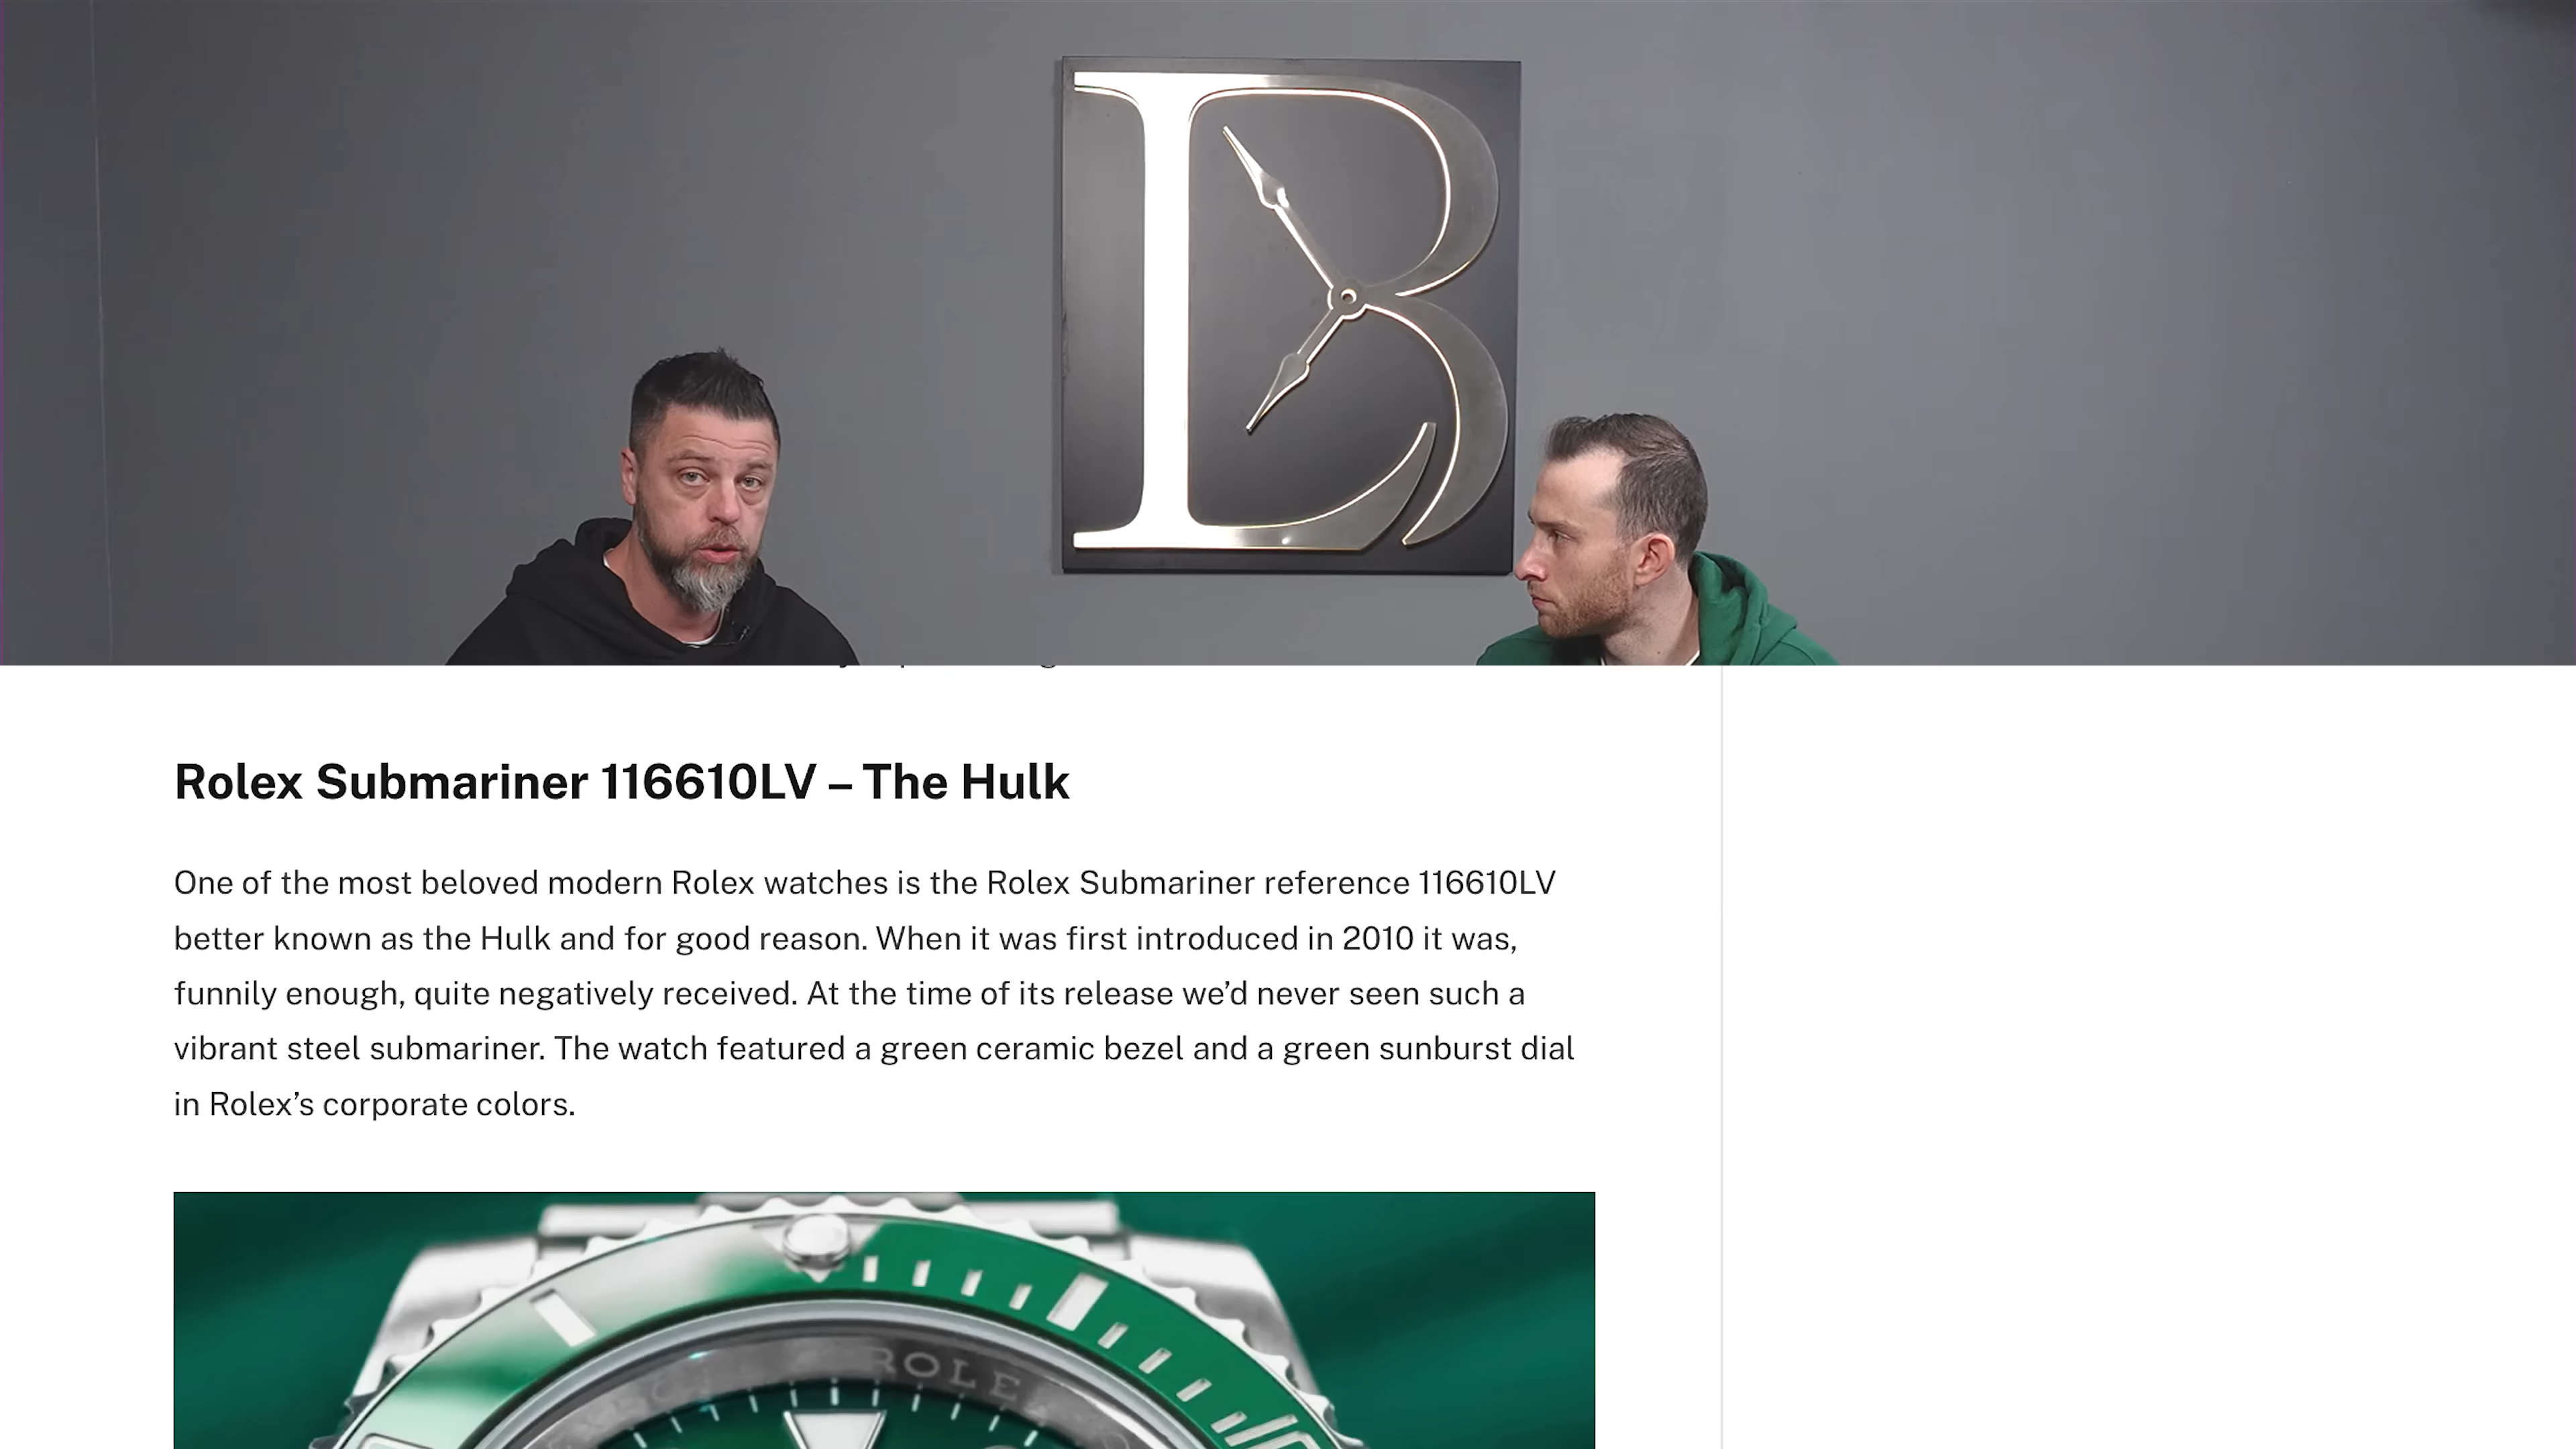 B
Rolex Submariner 116610LV – The Hulk
One of the most beloved modern Rolex watches is the Rolex Submariner reference 116610LV
better known as the Hulk and for good reason. When it was first introduced in 2010 it was,
funnily enough, quite negatively received. At the time of its release we’d never seen such a
vibrant steel submariner. The watch featured a green ceramic bezel and a green sunburst dial
in Rolex’s corporate colors.
ROLEX